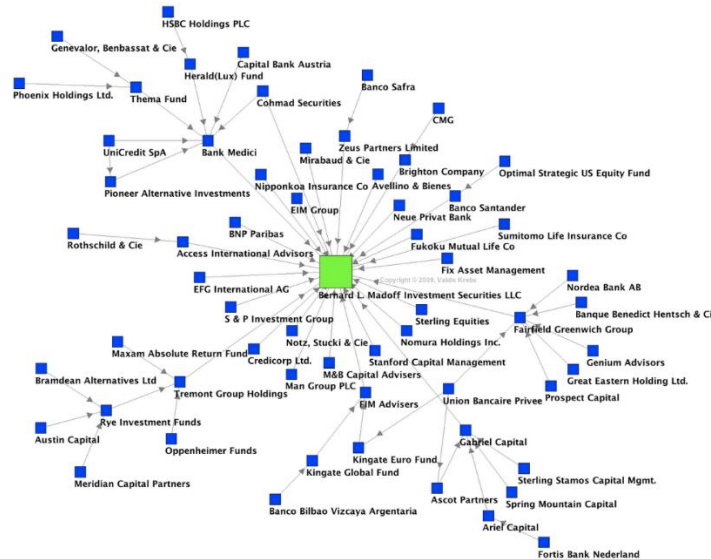 HSBC Holdings PLC
Genevalor, Benbassat & Cie
Capital Bank Austria
Herald(Lux) Fund
Phoenix Holdings Ltd.
Thema Fund
Cohmad Securities
Banco Safra
CMG
Zeus Partners Limited
UniCredit SpA
Bank Medici
Mirabaud & Cie
Brighton Company
Optimal Strategic US Equity Fund
Pioneer Alternative Investments
Nipponkoa Insurance Co
Avellino & Bienes
EIM Group
Banco Santander
Neue Privat Bank
BNP Paribas
Sumitomo Life Insurance Co
Fukoku Mutual Life Co
Rothschild & Cie
Access International Advisors
Fix Asset Management
Copyright © 2008, Valdis Krebs
EFG International AG
Nordea Bank AB
Bernard L. Madoff Investment Securities LLC
Banque Benedict Hentsch & Cie
Sterling Equities
S & P Investment Group
Fairfield Greenwich Group
Notz, Stucki & Cie
Nomura Holdings Inc.
Maxam Absolute Return Fund
Credicorp Ltd.
Stanford Capital Management
Genium Advisors
M&B Capital Advisers
Great Eastern Holding Ltd.
Bramdean Alternatives Ltd
Man Group PLC
Tremont Group Holdings
FIM Advisers
Union Bancaire Privee
Prospect Capital
Rye Investment Funds
Austin Capital
Oppenheimer Funds
Gabriel Capital
Kingate Euro Fund
Meridian Capital Partners
Kingate Global Fund
Sterling Stamos Capital Mgmt.
Ascot Partners
Spring Mountain Capital
Banco Bilbao Vizcaya Argentaria
Ariel Capital
Fortis Bank Nederland